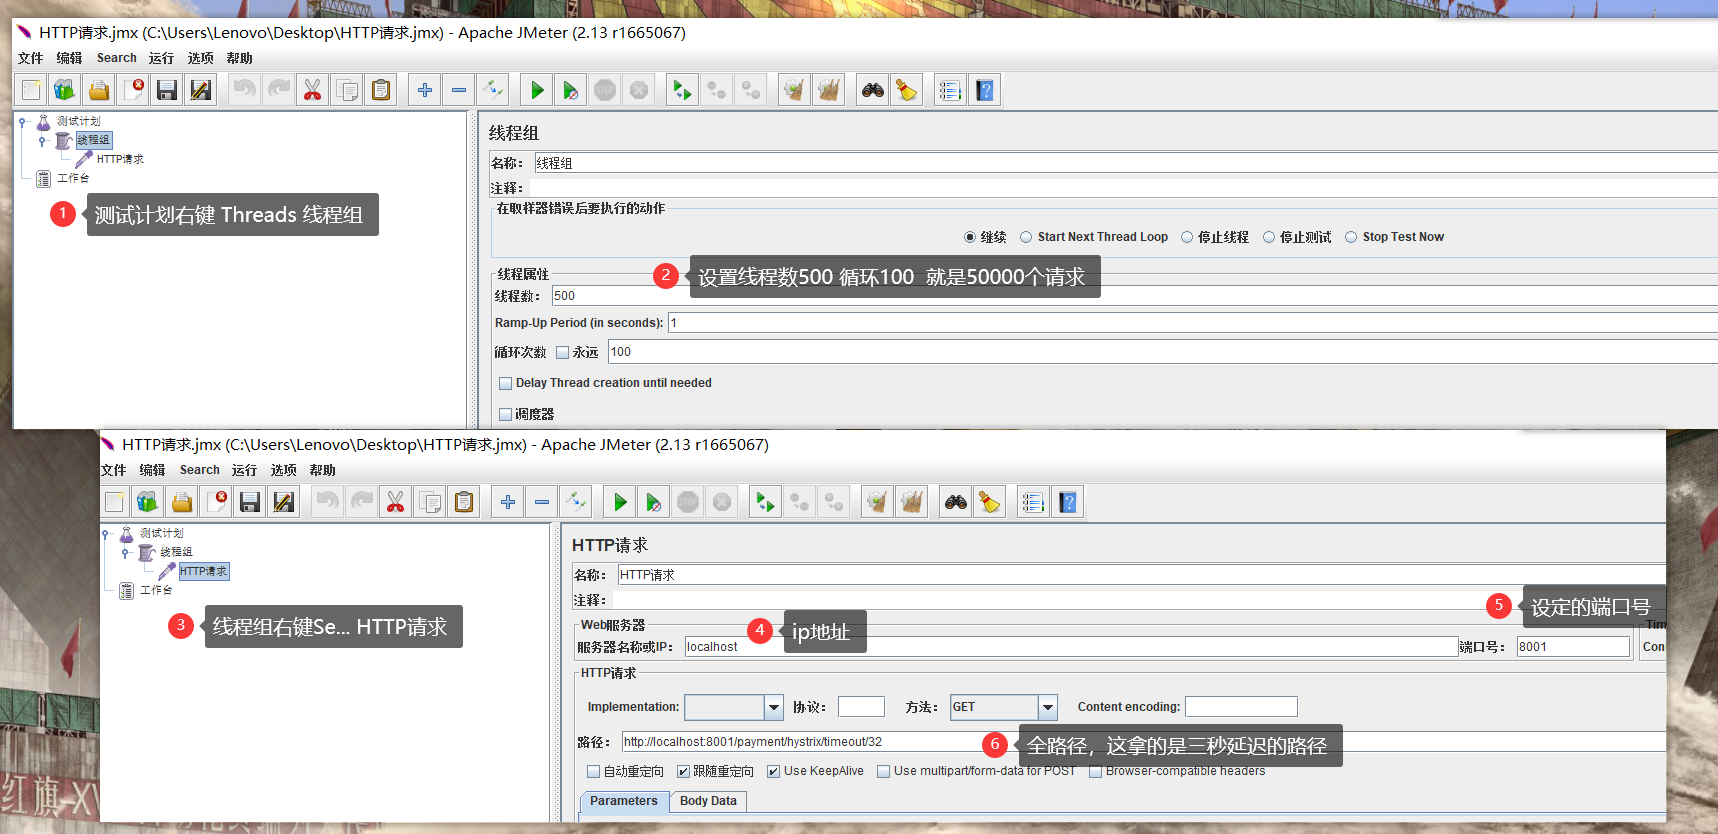 HTTP请求.jmx (C:\Users\Lenovo\Desktop\HTTP请求.jmx) - Apache JMeter (2.13 r1665067)
文件 编辑 Search 运行 选项 帮助
STOP
测试计划
线程组
HTTP请求
工作台
1 测试计划右键 Threads 线程组
线程组
名称： 线程组
注释：
在取样器错误后要执行的动作
继续 Start Next Thread Loop 停止线程 停止测试 Stop Test Now
线程属性
2 设置线程数500 循环100 就是50000个请求
线程数： 500
Ramp-Up Period (in seconds): 1
循环次数 永远 100
Delay Thread creation until needed
调度器
HTTP请求.jmx (C:\Users\Lenovo\Desktop\HTTP请求.jmx) - Apache JMeter (2.13 r1665067)
文件 编辑 Search 运行 选项 帮助
STOP
测试计划
线程组
HTTP请求
工作台
3 线程组右键Se... HTTP请求
HTTP请求
名称： HTTP请求
注释：
5 设定的端口号
Web服务器
4 ip地址
Tim
服务器名称或IP： localhost 端口号： 8001 Con
HTTP请求
Implementation: 协议： 方法： GET Content encoding:
路径： http://localhost:8001/payment/hystrix/timeout/32
6 全路径，这拿的是三秒延迟的路径
自动重定向 跟随重定向 Use KeepAlive Use multipart/form-data for POST Browser-compatible headers
Parameters Body Data
红旗-XV